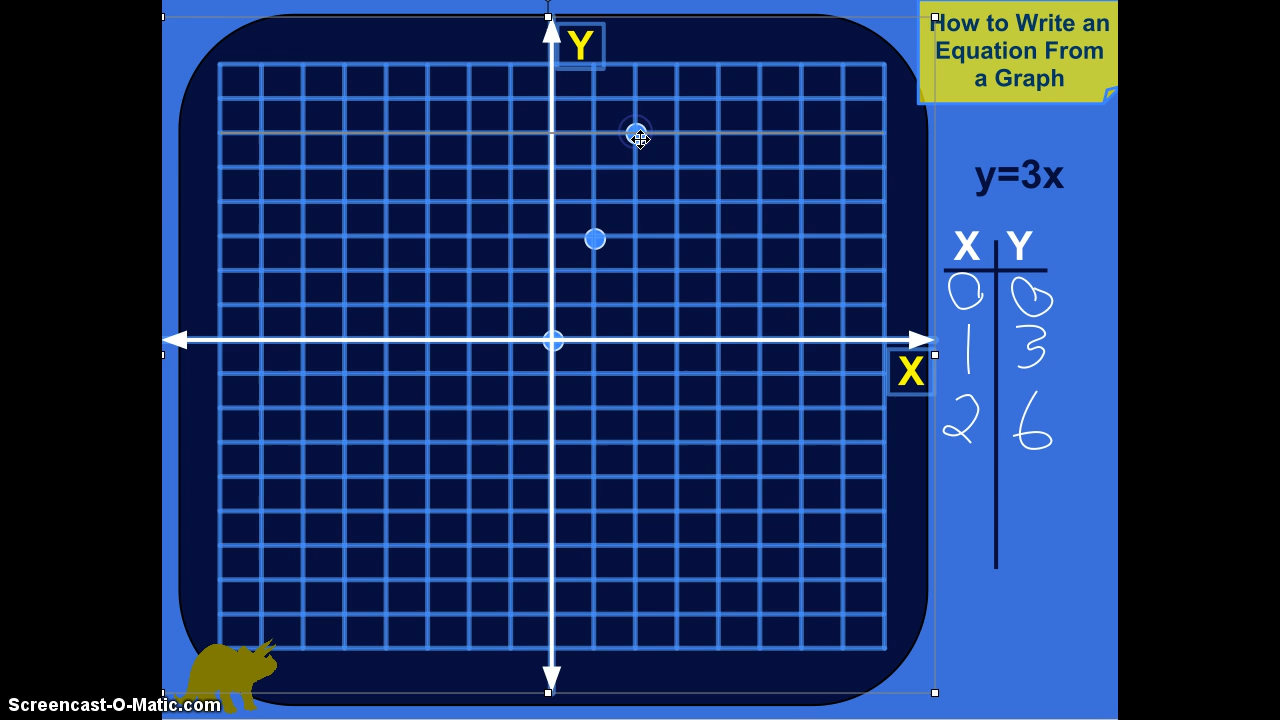 How to Write an
Equation From
a Graph
Y
y=3x
X Y
0 0
1 3
2 6
X
Screencast-O-Matic.com